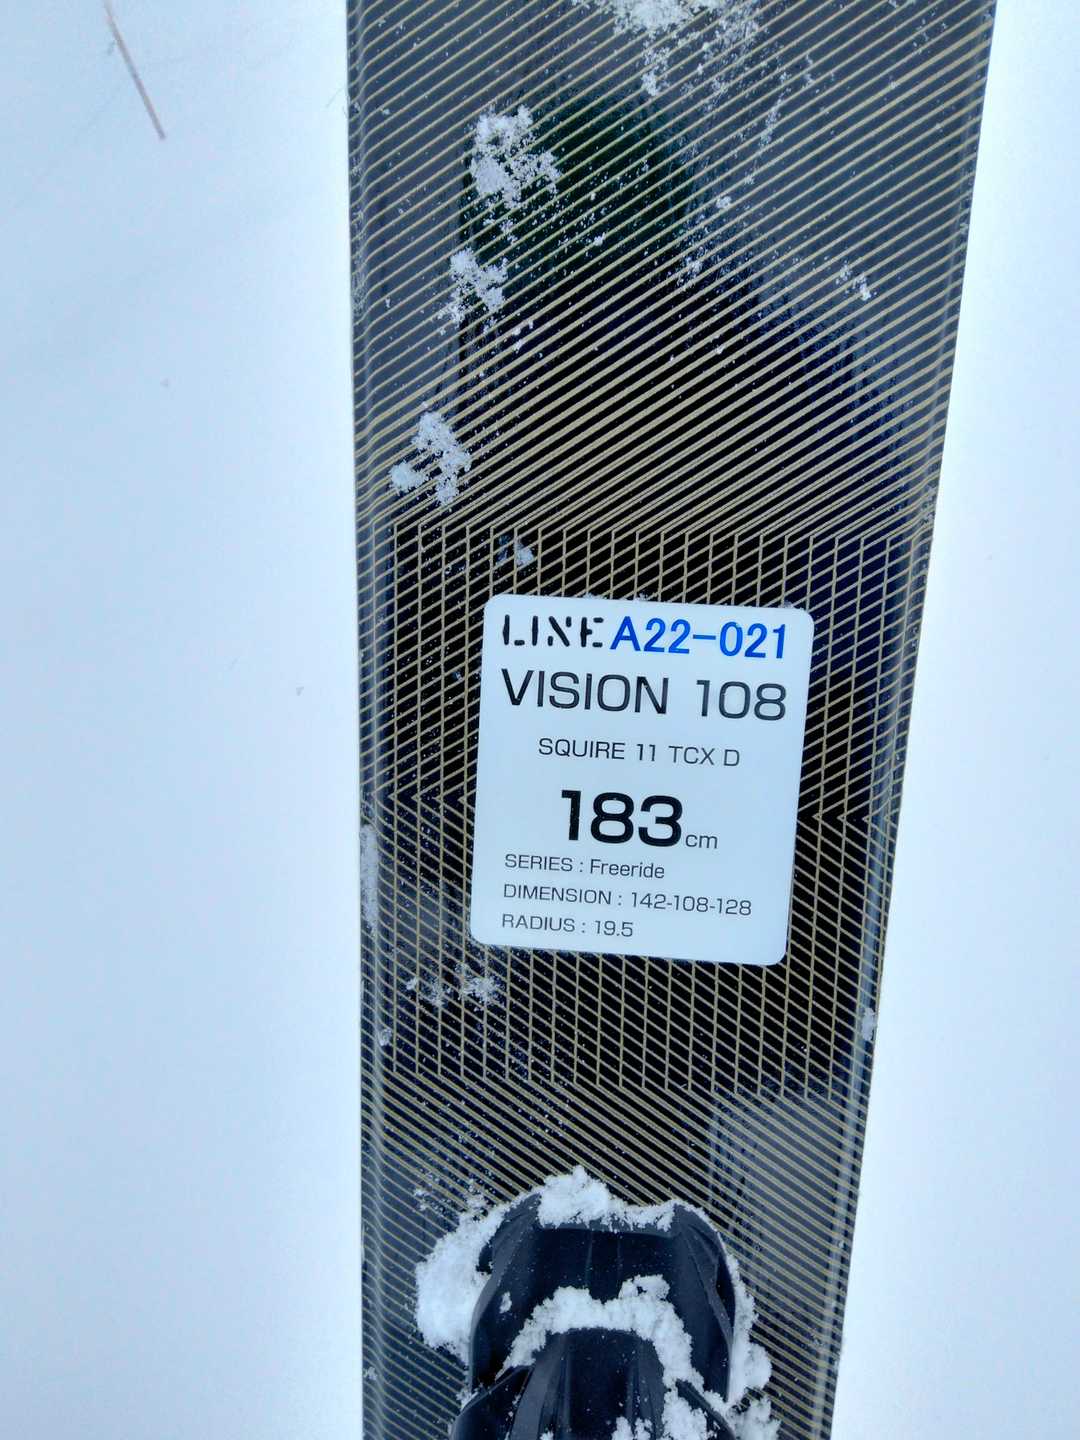 LINE A22-021
VISION 108
SQUIRE 11 TCX D
183cm
SERIES : Freeride
DIMENSION : 142-108-128
RADIUS : 19.5